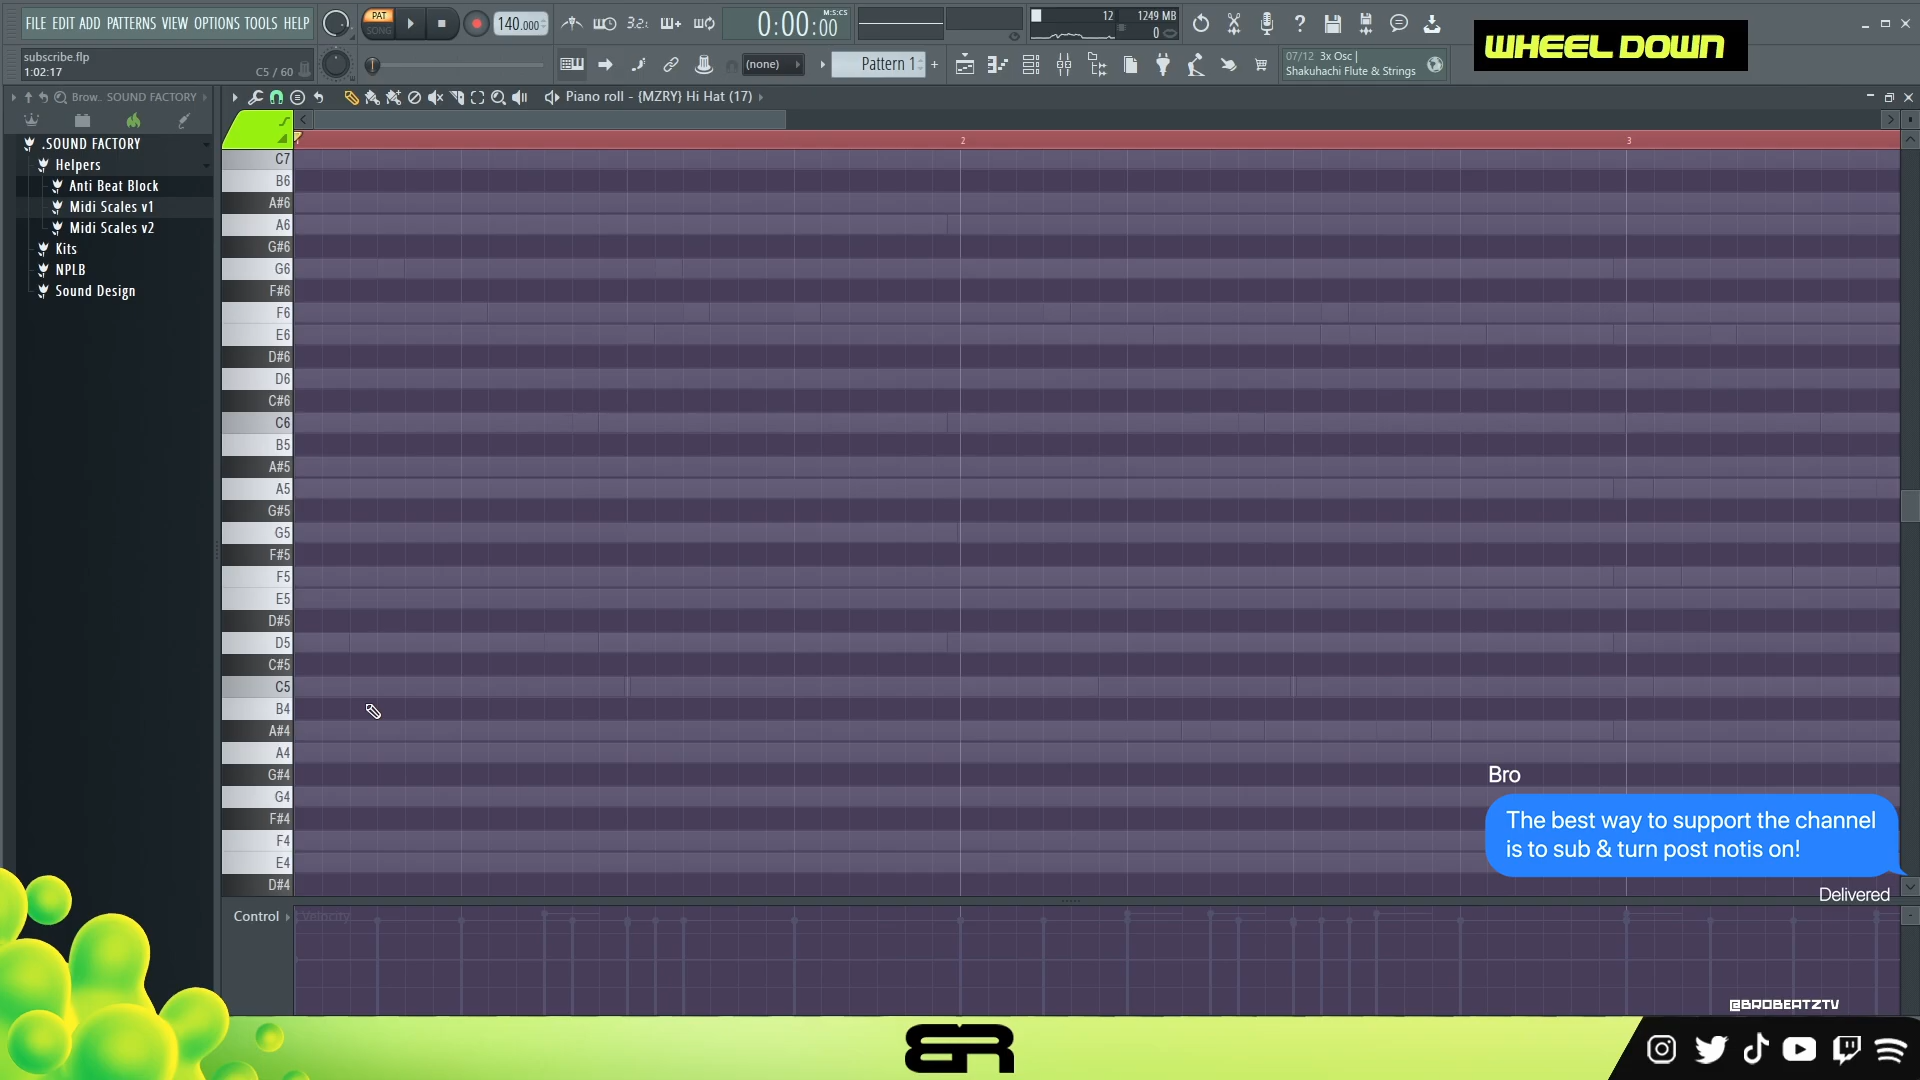 FILE EDIT ADD PATTERNS VIEW OPTIONS TOOLS HELP
PAT
SONG
140.000
3.2:
0:00:00
M:S:CS
12
1249 MB
0
WHEEL DOWN
subscribe.flp
1:02:17
C5 / 60
(none)
Pattern 1
07/12 3x Osc |
Shakuhachi Flute & Strings
Brow.. SOUND FACTORY
Piano roll - {MZRY} Hi Hat (17)
.SOUND FACTORY
Helpers
Anti Beat Block
Midi Scales v1
Midi Scales v2
Kits
NPLB
Sound Design
2
3
C7
B6
A#6
A6
G#6
G6
F#6
F6
E6
D#6
D6
C#6
C6
B5
A#5
A5
G#5
G5
F#5
F5
E5
D#5
D5
C#5
C5
B4
A#4
A4
G#4
G4
F#4
F4
E4
D#4
Bro
The best way to support the channel
is to sub & turn post notis on!
Delivered
Control
Velocity
@BROBEATZTV
BR